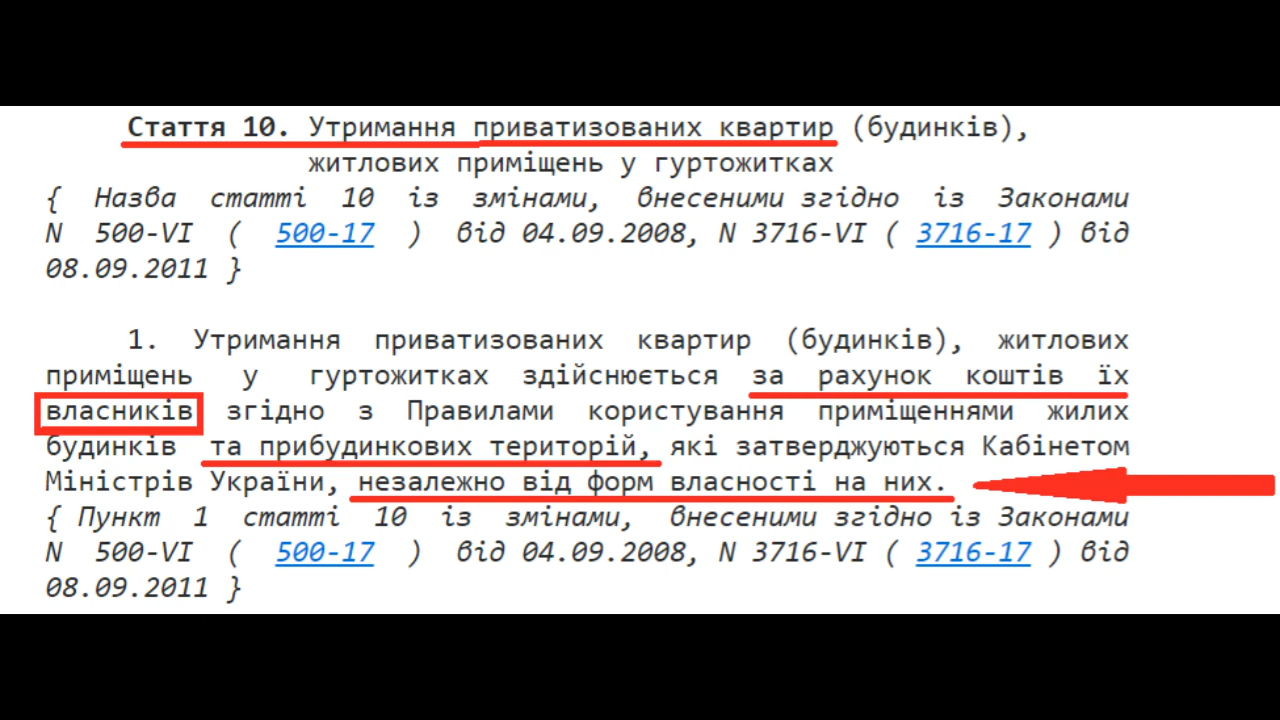 Стаття 10. Утримання приватизованих квартир (будинків),
житлових приміщень у гуртожитках
{ Назва статті 10 із змінами, внесеними згідно із Законами
N 500-VI ( 500-17 ) від 04.09.2008, N 3716-VI ( 3716-17 ) від
08.09.2011 }
1. Утримання приватизованих квартир (будинків), житлових
приміщень у гуртожитках здійснюється за рахунок коштів їх
власників згідно з Правилами користування приміщеннями жилих
будинків та прибудинкових територій, які затверджуються Кабінетом
Міністрів України, незалежно від форм власності на них.
{ Пункт 1 статті 10 із змінами, внесеними згідно із Законами
N 500-VI ( 500-17 ) від 04.09.2008, N 3716-VI ( 3716-17 ) від
08.09.2011 }